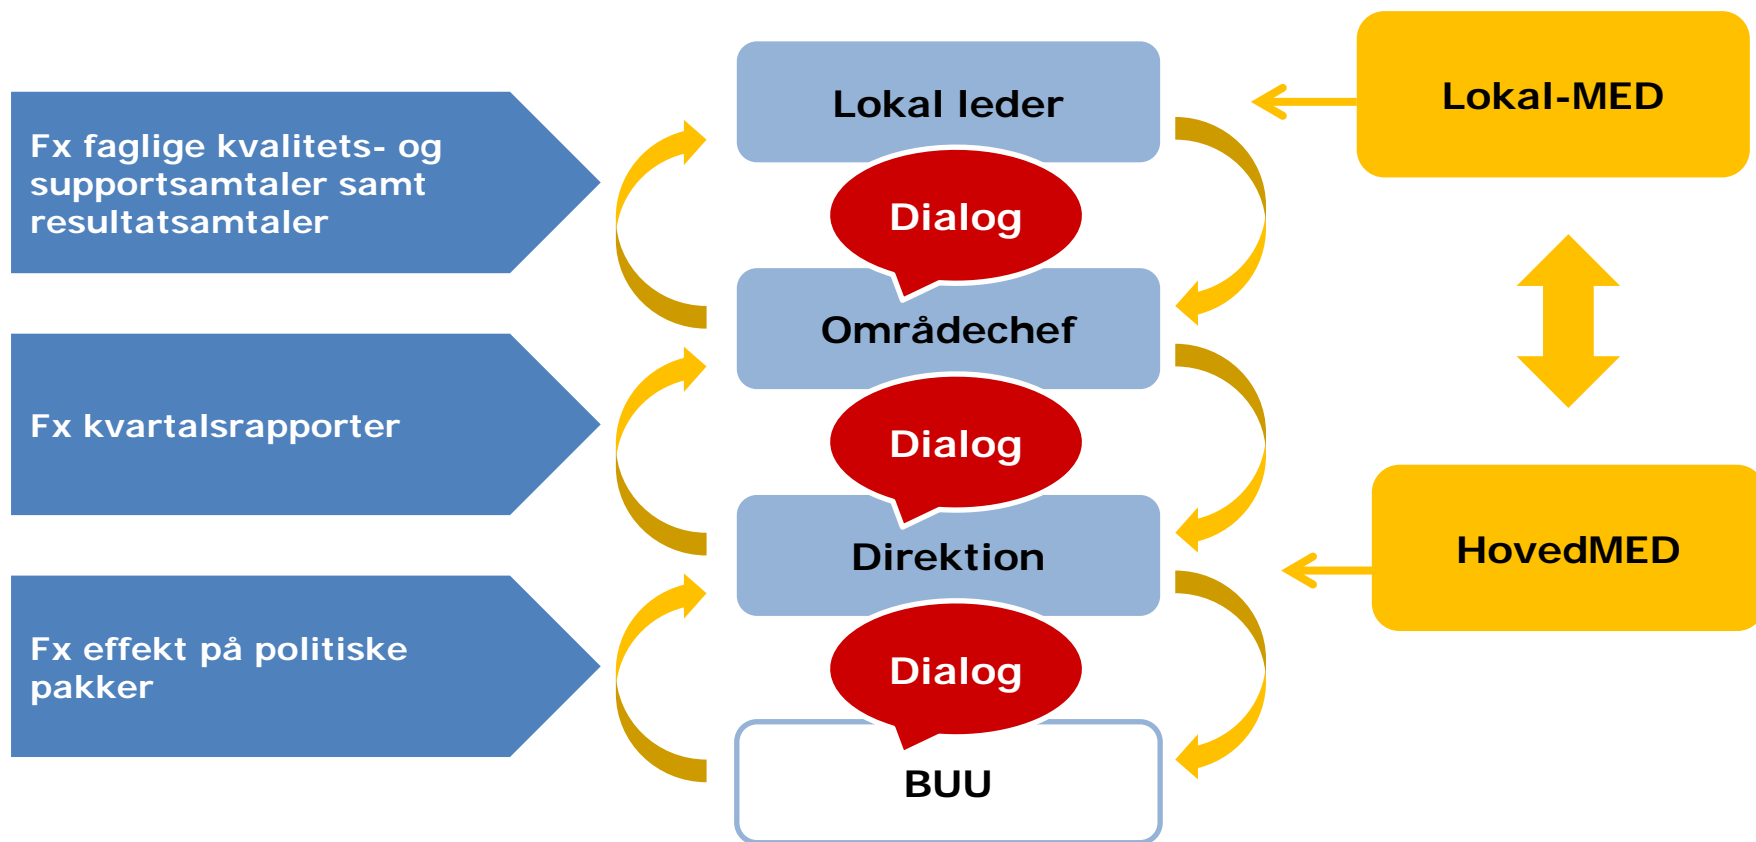 Fx faglige kvalitets- og
supportsamtaler samt
resultatsamtaler
Fx kvartalsrapporter
Fx effekt på politiske
pakker
Lokal leder
Dialog
Områdechef
Dialog
Direktion
Dialog
BUU
Lokal-MED
HovedMED